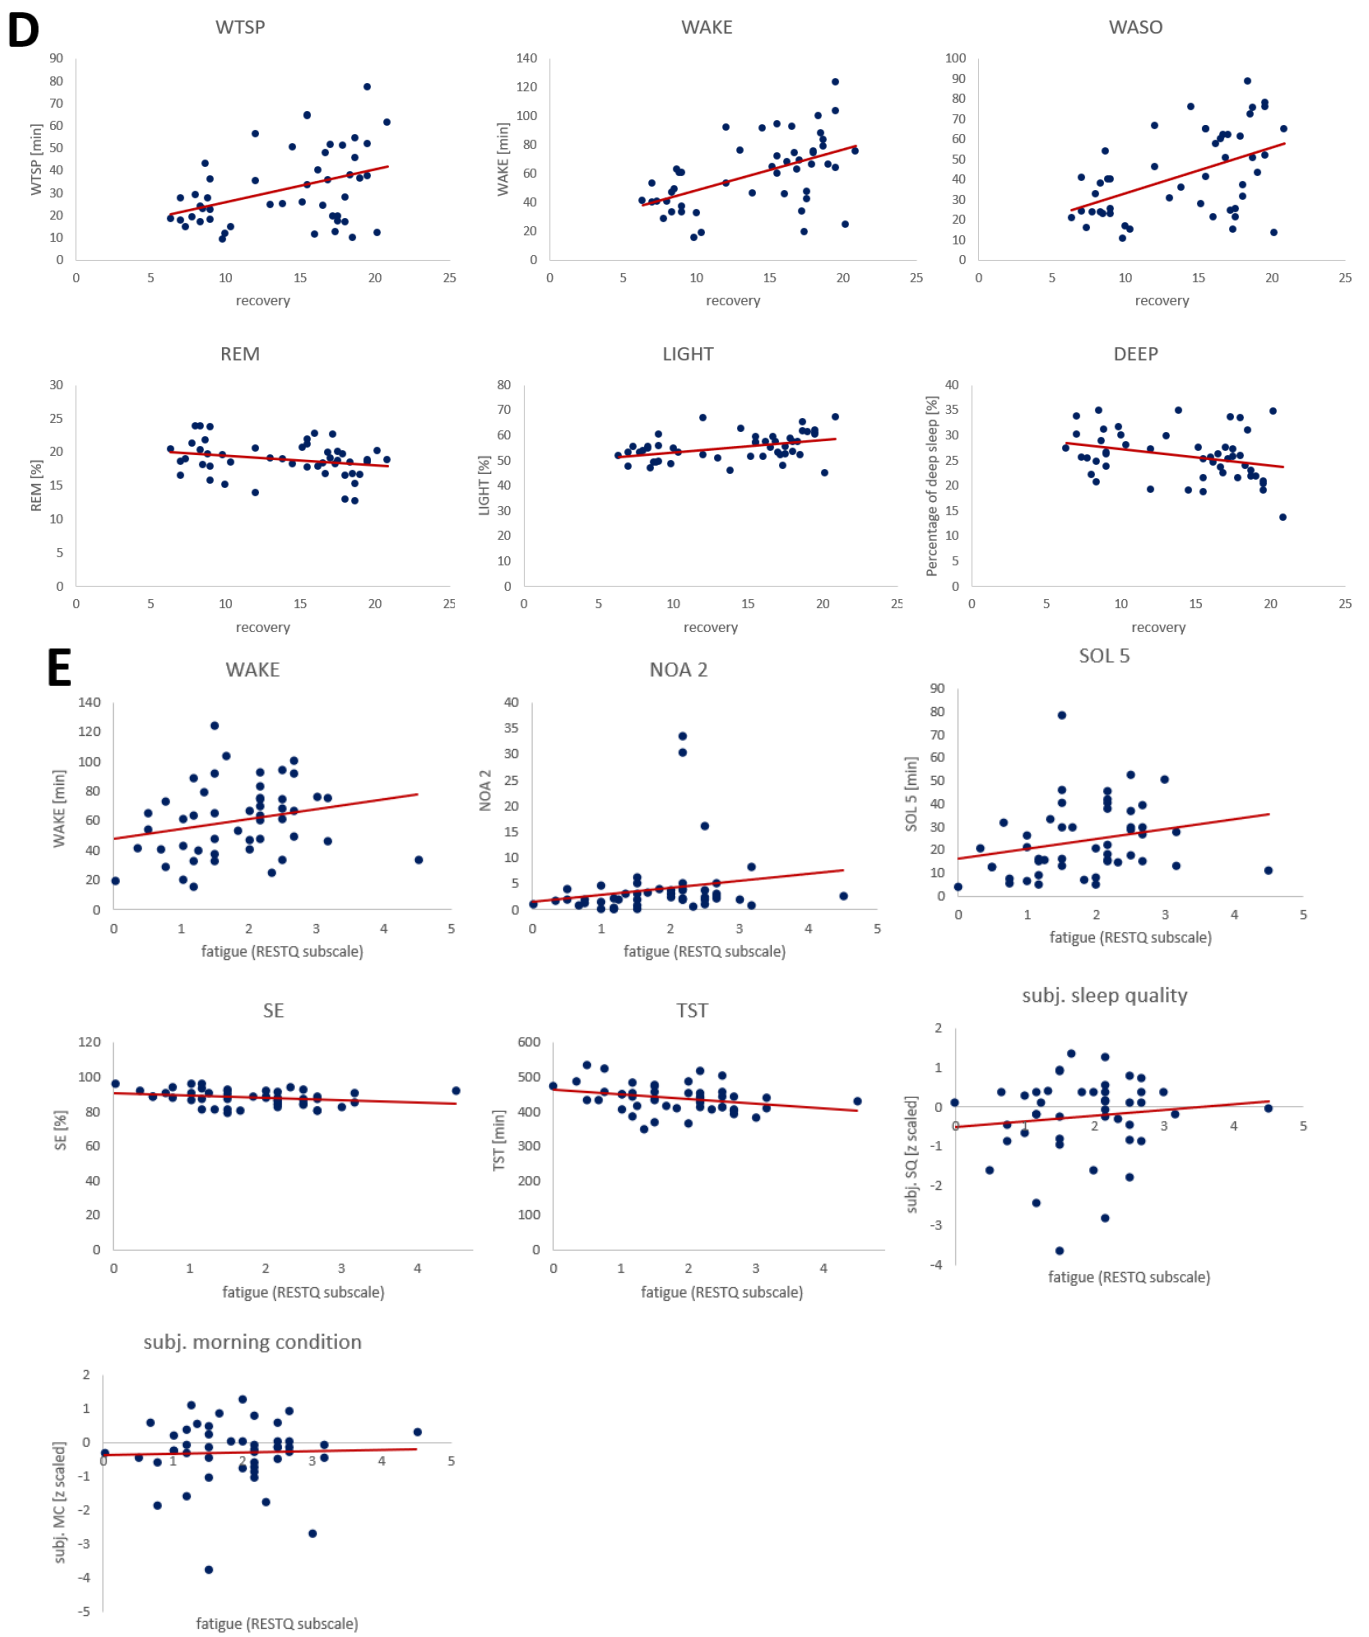 D
WTSP
WAKE
WASO
90
80
70
60
50
40
30
20
10
0
WTSP [min]
0 5 10 15 20 25
recovery
140
120
100
80
60
40
20
0
WAKE [min]
0 5 10 15 20 25
recovery
100
90
80
70
60
50
40
30
20
10
0
0 5 10 15 20 25
recovery
REM
LIGHT
DEEP
30
25
20
15
10
5
0
REM [%]
0 5 10 15 20 25
recovery
80
70
60
50
40
30
20
10
0
LIGHT [%]
0 5 10 15 20 25
recovery
40
35
30
25
20
15
10
5
0
Percentage of deep sleep [%]
0 5 10 15 20 25
recovery
E
WAKE
NOA 2
SOL 5
140
120
100
80
60
40
20
0
WAKE [min]
0 1 2 3 4 5
fatigue (RESTQ subscale)
40
35
30
25
20
15
10
5
0
NOA 2
0 1 2 3 4 5
fatigue (RESTQ subscale)
90
80
70
60
50
40
30
20
10
0
SOL 5 [min]
0 1 2 3 4 5
fatigue (RESTQ subscale)
SE
TST
subj. sleep quality
120
100
80
60
40
20
0
SE [%]
0 1 2 3 4
fatigue (RESTQ subscale)
600
500
400
300
200
100
0
TST [min]
0 1 2 3 4
fatigue (RESTQ subscale)
2
1
0
-1
-2
-3
-4
subj. SQ [z scaled]
0 1 2 3 4 5
fatigue (RESTQ subscale)
subj. morning condition
2
1
0
-1
-2
-3
-4
-5
subj. MC [z scaled]
0 1 2 3 4 5
fatigue (RESTQ subscale)